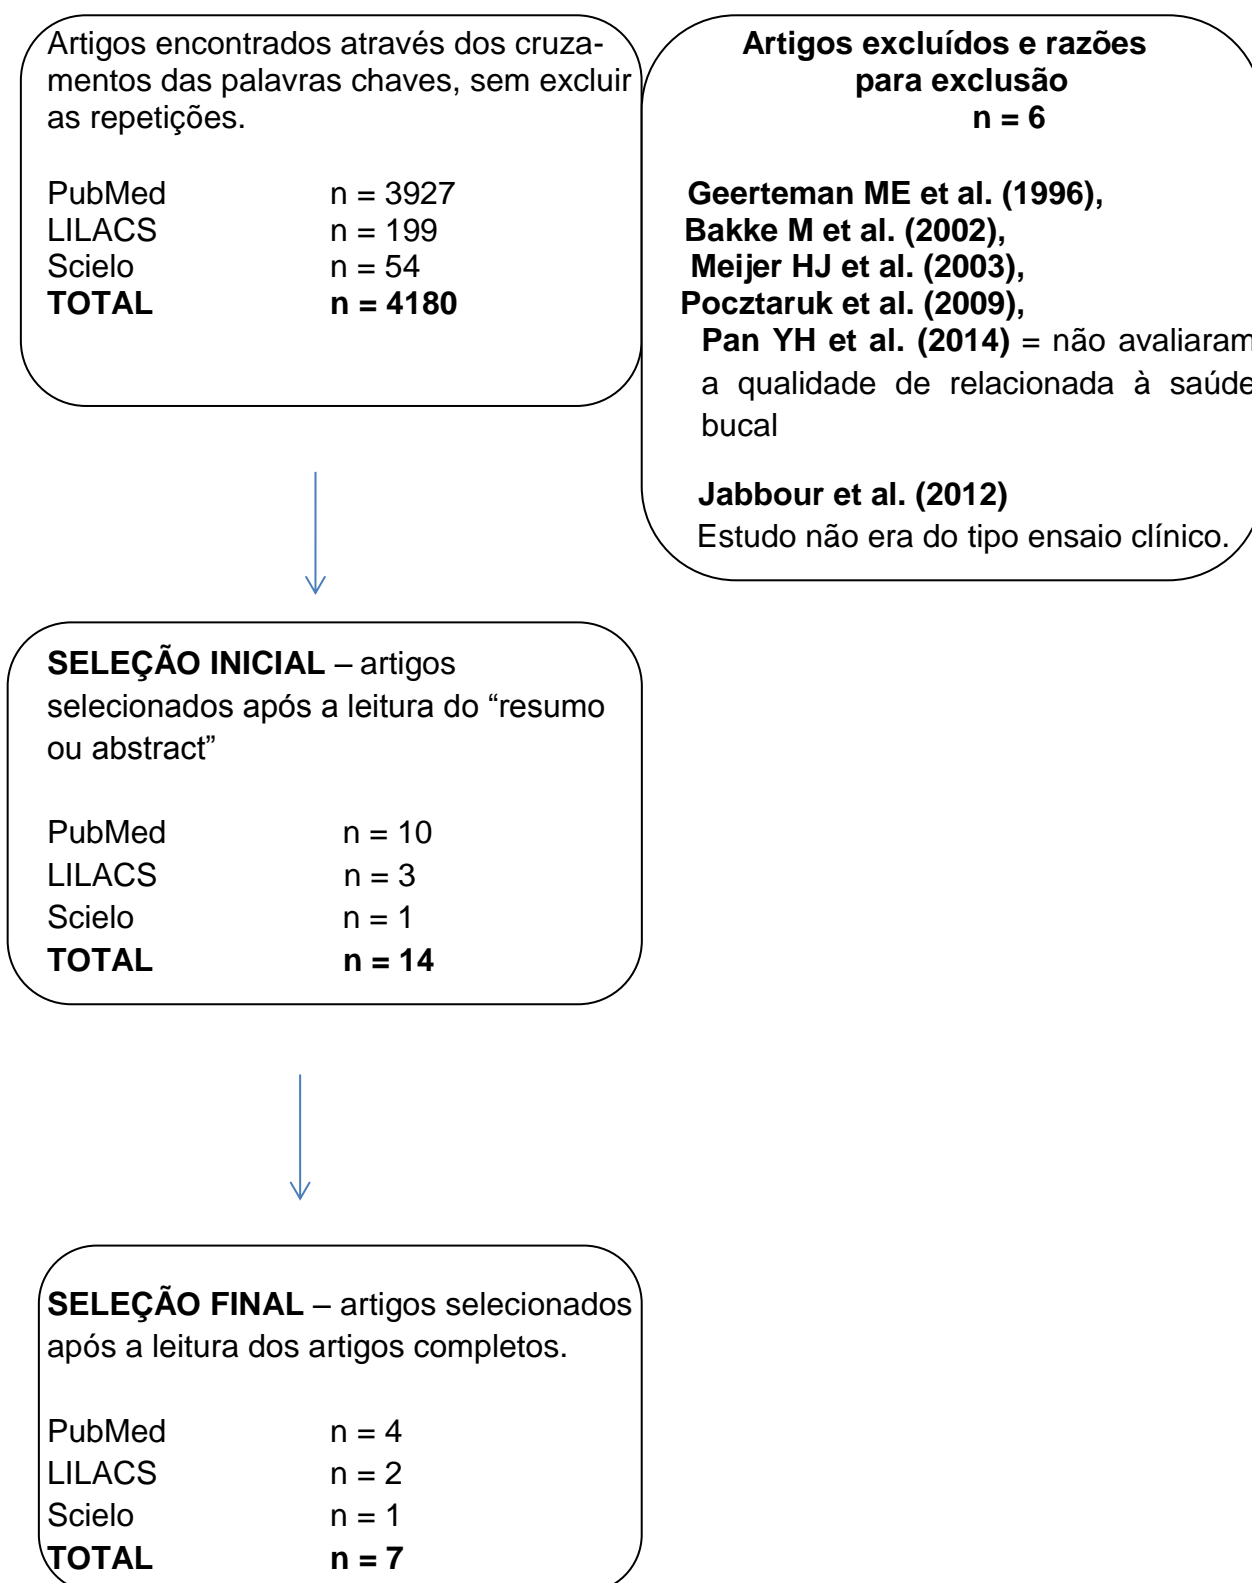 Artigos encontrados através dos cruza-
mentos das palavras chaves, sem excluir
as repetições.
PubMed n = 3927
LILACS n = 199
Scielo n = 54
TOTAL n = 4180
Artigos excluídos e razões
para exclusão
n = 6
Geerteman ME et al. (1996),
Bakke M et al. (2002),
Meijer HJ et al. (2003),
Pocztaruk et al. (2009),
Pan YH et al. (2014) = não avaliaram
a qualidade de relacionada à saúde
bucal
Jabbour et al. (2012)
Estudo não era do tipo ensaio clínico.
SELEÇÃO INICIAL – artigos
selecionados após a leitura do “resumo
ou abstract”
PubMed n = 10
LILACS n = 3
Scielo n = 1
TOTAL n = 14
SELEÇÃO FINAL – artigos selecionados
após a leitura dos artigos completos.
PubMed n = 4
LILACS n = 2
Scielo n = 1
TOTAL n = 7